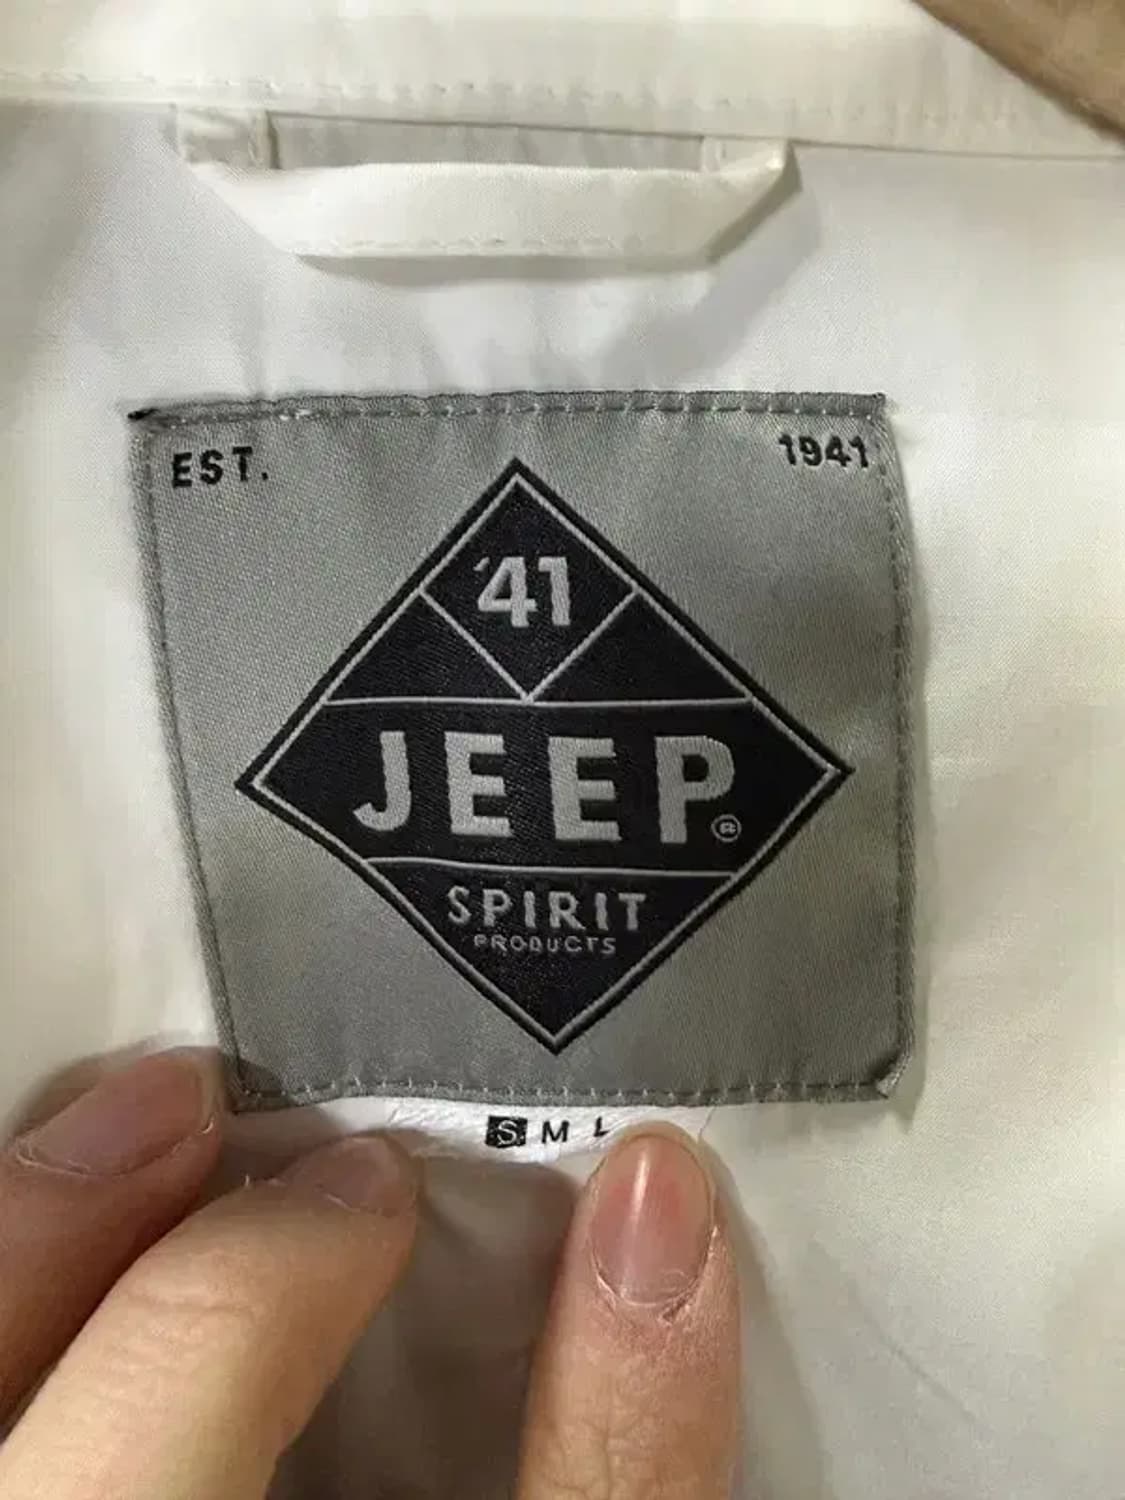 EST. 1941
'41
JEEP®
SPIRIT
PRODUCTS
S M L